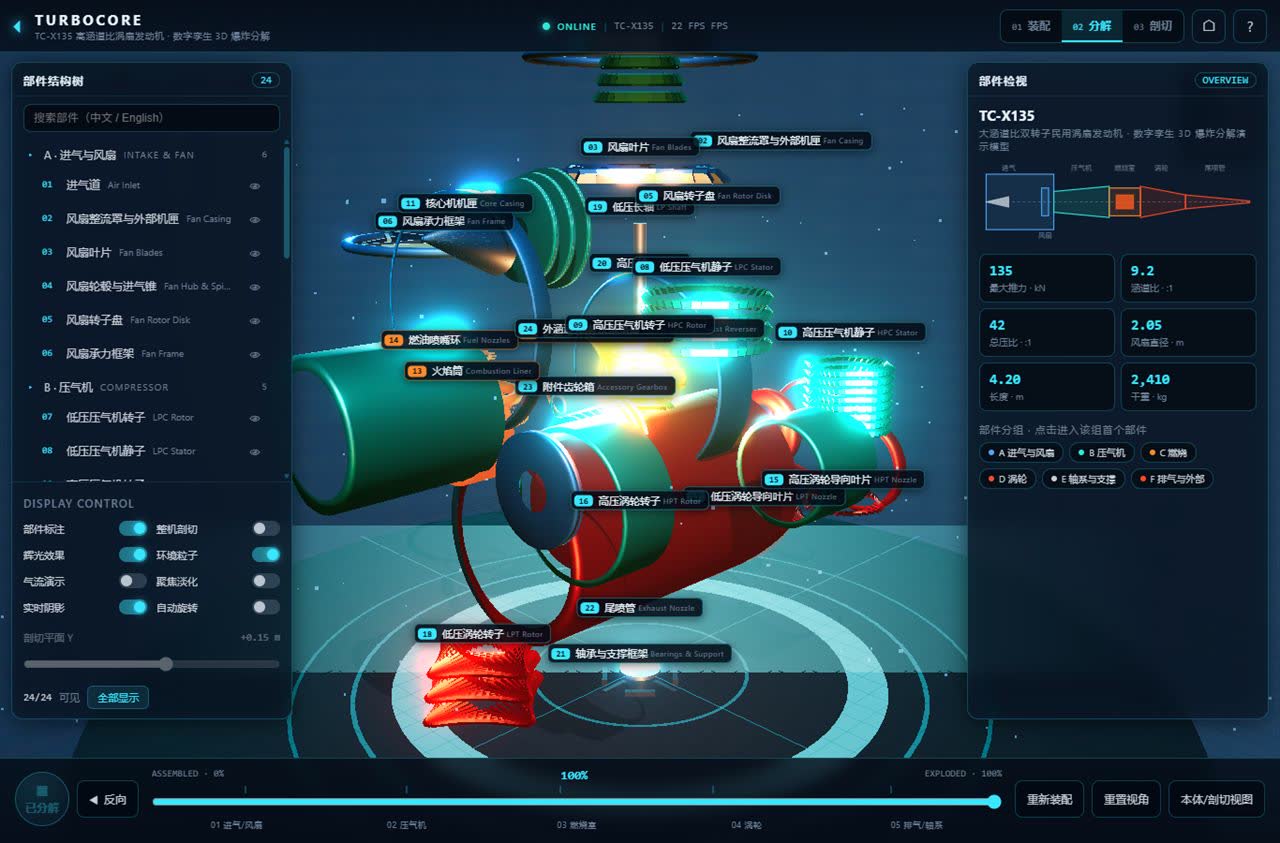 TURBOCORE
TC-X135 高涵道比涡扇发动机 · 数字孪生 3D 爆炸分解
ONLINE TC-X135 22 FPS FPS
01 装配 02 分解 03 剖切 ?
部件结构树 24
搜索部件（中文 / English）
A · 进气与风扇 INTAKE & FAN 6
01 进气道 Air Inlet
02 风扇整流罩与外部机匣 Fan Casing
03 风扇叶片 Fan Blades
04 风扇轮毂与进气锥 Fan Hub & Spi...
05 风扇转子盘 Fan Rotor Disk
06 风扇承力框架 Fan Frame
B · 压气机 COMPRESSOR 5
07 低压压气机转子 LPC Rotor
08 低压压气机静子 LPC Stator
DISPLAY CONTROL
部件标注 整机剖切
辉光效果 环境粒子
气流演示 聚焦淡化
实时阴影 自动旋转
剖切平面 Y +0.15 m
24/24 可见 全部显示
03 风扇叶片 Fan Blades
02 风扇整流罩与外部机匣 Fan Casing
05 风扇转子盘 Fan Rotor Disk
11 核心机机匣 Core Casing
19 低压长轴 LP Shaft
06 风扇承力框架 Fan Frame
20 高压
08 低压压气机静子 LPC Stator
24 外涵
09 高压压气机转子 HPC Rotor
st Reverser
10 高压压气机静子 HPC Stator
14 燃油喷嘴环 Fuel Nozzles
13 火焰筒 Combustion Liner
23 附件齿轮箱 Accessory Gearbox
15 高压涡轮导向叶片 HPT Nozzle
16 高压涡轮转子 HPT Rotor
低压涡轮导向叶片 LPT Nozzle
22 尾喷管 Exhaust Nozzle
18 低压涡轮转子 LPT Rotor
21 轴承与支撑框架 Bearings & Support
部件检视 OVERVIEW
TC-X135
大涵道比双转子民用涡扇发动机 · 数字孪生 3D 爆炸分解演
示模型
进气 压气机 燃烧室 涡轮 尾喷管
风扇
135
最大推力 · kN
9.2
涵道比 · :1
42
总压比 · :1
2.05
风扇直径 · m
4.20
长度 · m
2,410
干重 · kg
部件分组 · 点击进入该组首个部件
A 进气与风扇 B 压气机 C 燃烧
D 涡轮 E 轴系与支撑 F 排气与外部
已分解
◀ 反向
ASSEMBLED · 0% 100% EXPLODED · 100%
01 进气/风扇 02 压气机 03 燃烧室 04 涡轮 05 排气/轴系
重新装配 重置视角 本体/剖切视图